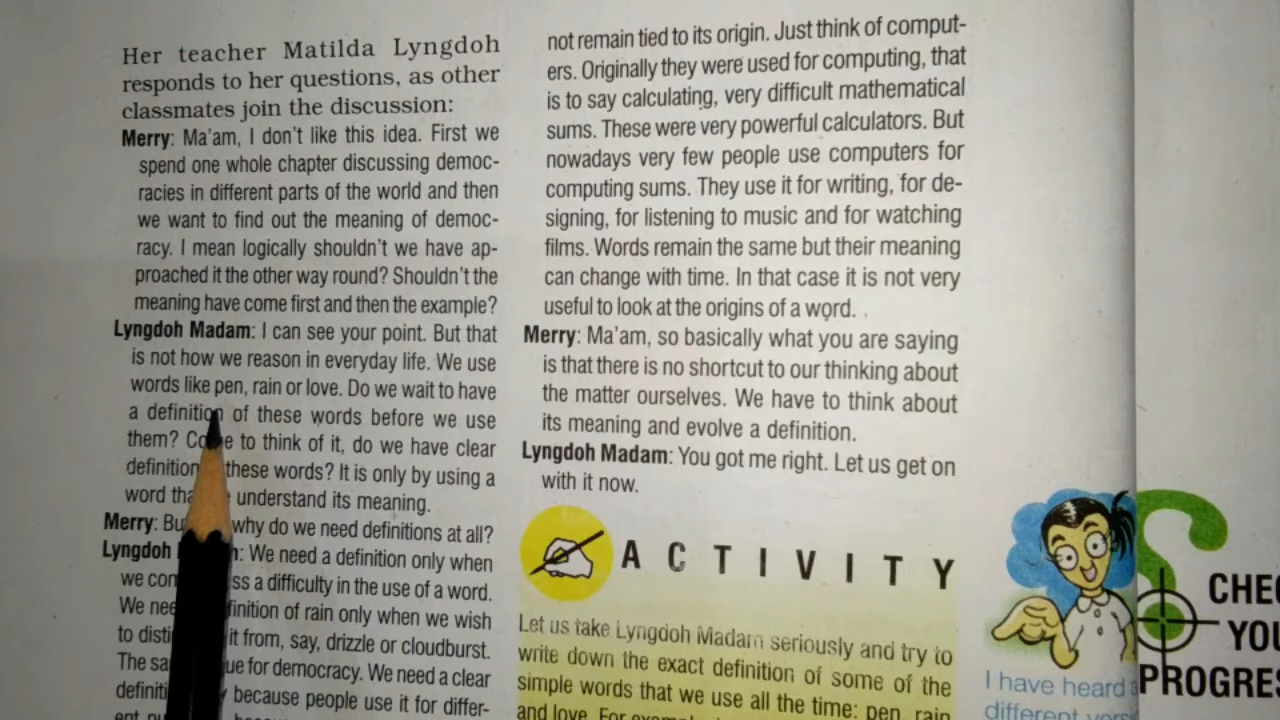 Her teacher Matilda Lyngdoh
responds to her questions, as other
classmates join the discussion:
Merry: Ma'am, I don't like this idea. First we
spend one whole chapter discussing democ-
racies in different parts of the world and then
we want to find out the meaning of democ-
racy. I mean logically shouldn't we have ap-
proached it the other way round? Shouldn't the
meaning have come first and then the example?
Lyngdoh Madam: I can see your point. But that
is not how we reason in everyday life. We use
words like pen, rain or love. Do we wait to have
a definition of these words before we use
them? to think of it, do we have clear
definition these words? It is only by using a
word understand its meaning.
Merry: why do we need definitions at all?
Lyngdoh We need a definition only when
we a difficulty in the use of a word.
We of rain only when we wish
to it from, say, drizzle or cloudburst.
The for democracy. We need a clear
because people use it for differ-
not remain tied to its origin. Just think of comput-
ers. Originally they were used for computing, that
is to say calculating, very difficult mathematical
sums. These were very powerful calculators. But
nowadays very few people use computers for
computing sums. They use it for writing, for de-
signing, for listening to music and for watching
films. Words remain the same but their meaning
can change with time. In that case it is not very
useful to look at the origins of a word.
Merry: Ma'am, so basically what you are saying
is that there is no shortcut to our thinking about
the matter ourselves. We have to think about
its meaning and evolve a definition.
Lyngdoh Madam: You got me right. Let us get on
with it now.
ACTIVITY
Let us take Lyngdoh Madam seriously and try to
write down the exact definition of some of the
simple words that we use all the time: pen, rain
and love.
I have heard
different
CHE
YOU
PROGRES